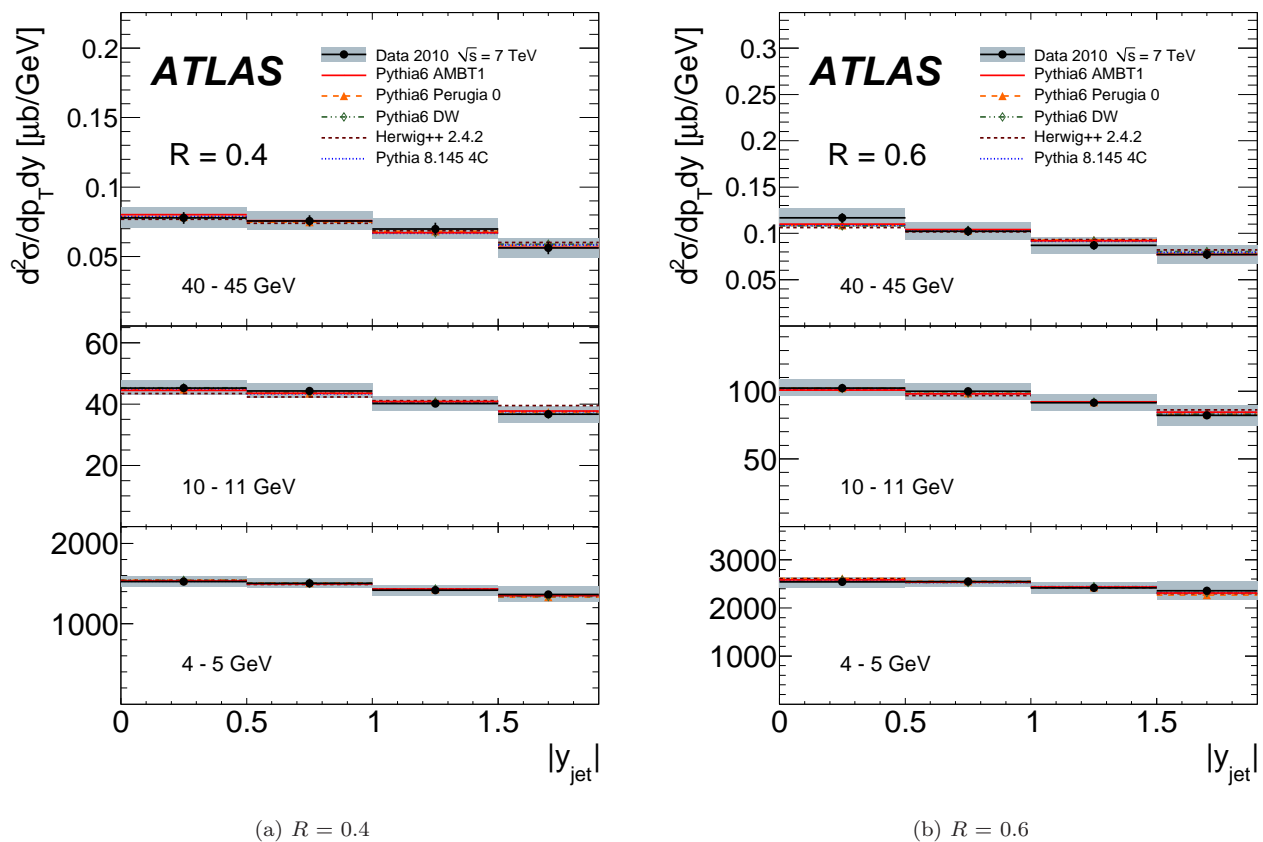 d²σ/dp_T dy [μb/GeV]
ATLAS
R = 0.4
Data 2010 √s = 7 TeV
Pythia6 AMBT1
Pythia6 Perugia 0
Pythia6 DW
Herwig++ 2.4.2
Pythia 8.145 4C
0.2
0.15
0.1
0.05
40 - 45 GeV
60
40
20
10 - 11 GeV
2000
1000
4 - 5 GeV
0 0.5 1 1.5
|y_jet|
(a) R = 0.4
d²σ/dp_T dy [μb/GeV]
ATLAS
R = 0.6
Data 2010 √s = 7 TeV
Pythia6 AMBT1
Pythia6 Perugia 0
Pythia6 DW
Herwig++ 2.4.2
Pythia 8.145 4C
0.3
0.25
0.2
0.15
0.1
0.05
40 - 45 GeV
100
50
10 - 11 GeV
3000
2000
1000
4 - 5 GeV
0 0.5 1 1.5
|y_jet|
(b) R = 0.6